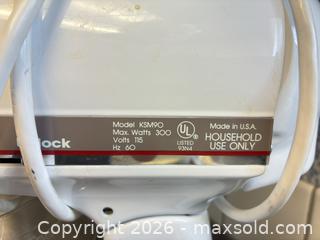 ock
Model KSM90
Max. Watts 300
Volts 115
Hz 60
UL
LISTED
93N4
Made in U.S.A.
HOUSEHOLD
USE ONLY
Copyright 2026 - maxsold.com